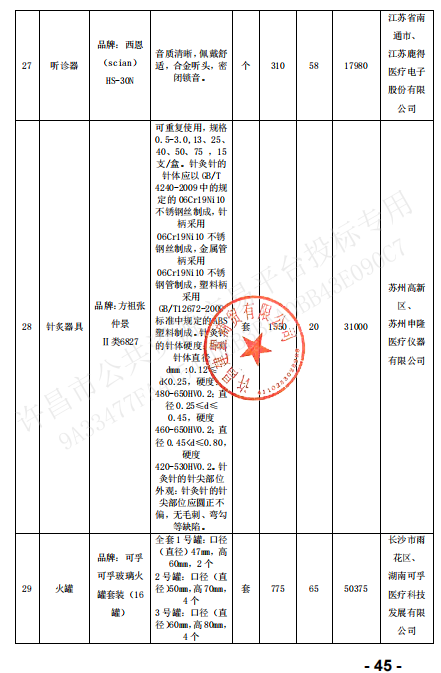 27
听诊器
品牌：西恩
（scian）
HS-30N
音质清晰，佩戴舒
适，合金听头，密
闭锁音。
个
310
58
17980
江苏省南
通市、
江苏鹿得
医疗电子
股份有限
公司
28
针灸器具
品牌：方祖张
仲景
Ⅱ类6827
可重复使用，规格
0.5-3.0,13、25、
40、50、75 ，15
支/盒。针灸针的
针体应以 GB/T
4240-2009 中的规
定的 06Cr19Ni10
不锈钢丝制成，针
柄采用
06Cr19Ni10 不锈
钢丝制成，金属管
柄采用
06Cr19Ni10 不锈
钢管制成，塑料柄
采用
GB/T12672-2009
标准中规定的 ABS
塑料制成。针灸针
的针体硬度：
针体直径
dmm :0.12
d<0.25，硬度
480-650HV0.2；直
径 0.25≤d≤
0.45，硬度
460-650HV0.2；直
径 0.45<d≤0.80，
硬度
420-530HV0.2。针
灸针的针尖部位
外观：针灸针的针
尖部位应圆正不
偏，无毛刺、弯勾
等缺陷。
套
1550
20
31000
苏州高新
区、
苏州申隆
医疗仪器
有限公司
29
火罐
品牌：可孚
可孚玻璃火
罐套装（16
罐）
全套 1 号罐：口径
（直径）47mm,高
60mm，2 个
2 号罐：口径（直
径)50mm,高 70mm，
4 个
3 号罐：口径（直
径)60mm,高 80mm，
4 个
套
775
65
50375
长沙市雨
花区、
湖南可孚
医疗科技
发展有限
公司
- 45 -